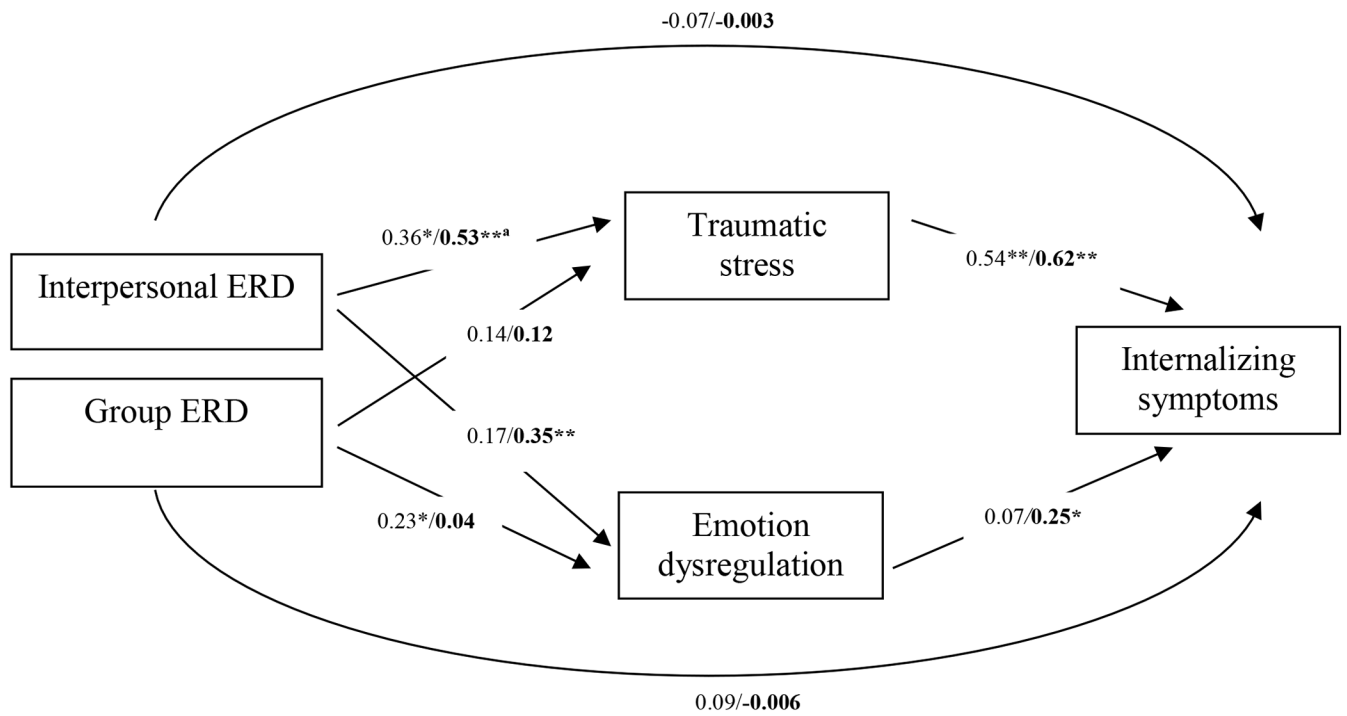 -0.07/-0.003
Traumatic
stress
0.36*/0.53**ᵃ
0.54**/0.62**
Interpersonal ERD
0.14/0.12
Internalizing
symptoms
Group ERD
0.17/0.35**
0.23*/0.04
Emotion
dysregulation
0.07/0.25*
0.09/-0.006